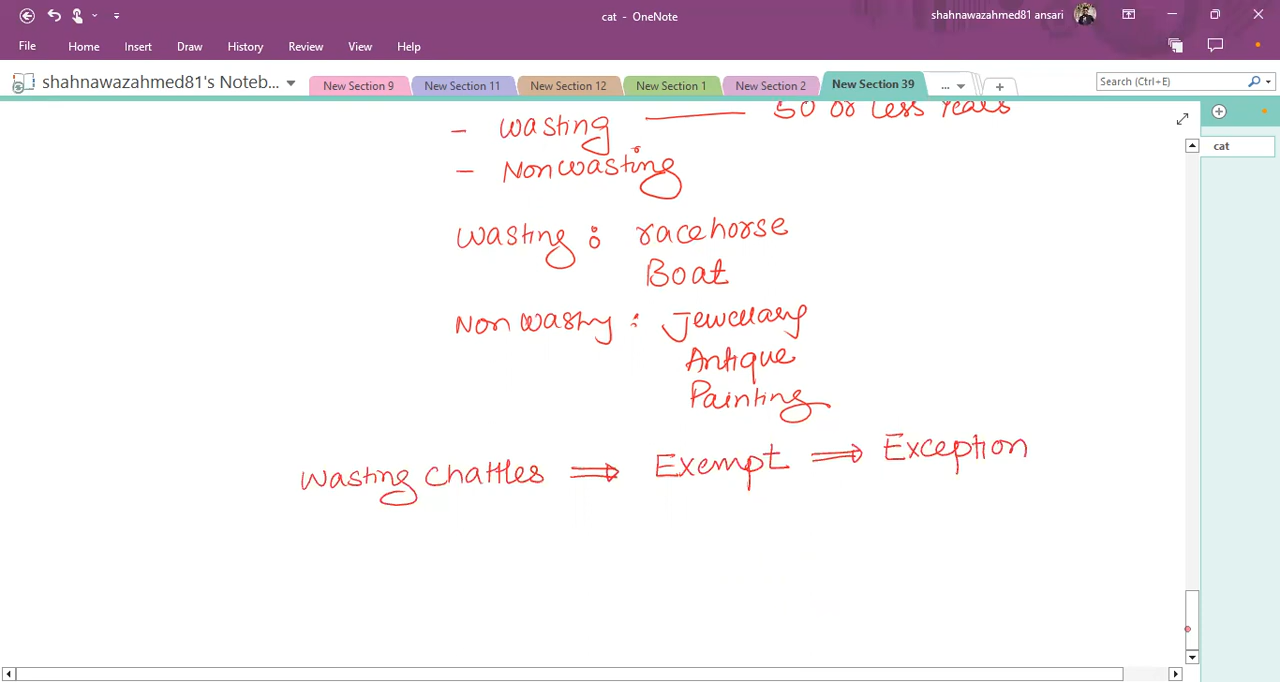 cat - OneNote
shahnawazahmed81 ansari
File Home Insert Draw History Review View Help
shahnawazahmed81's Noteb...
New Section 9 New Section 11 New Section 12 New Section 1 New Section 2 New Section 39 ...
Search (Ctrl+E)
cat
- Wasting 50 or less Years
- Nonwasting
Wasting : racehorse
Boat
Non wasting : Jewellary
Antique
Painting
Wasting Chattles ⇒ Exempt ⇒ Exception